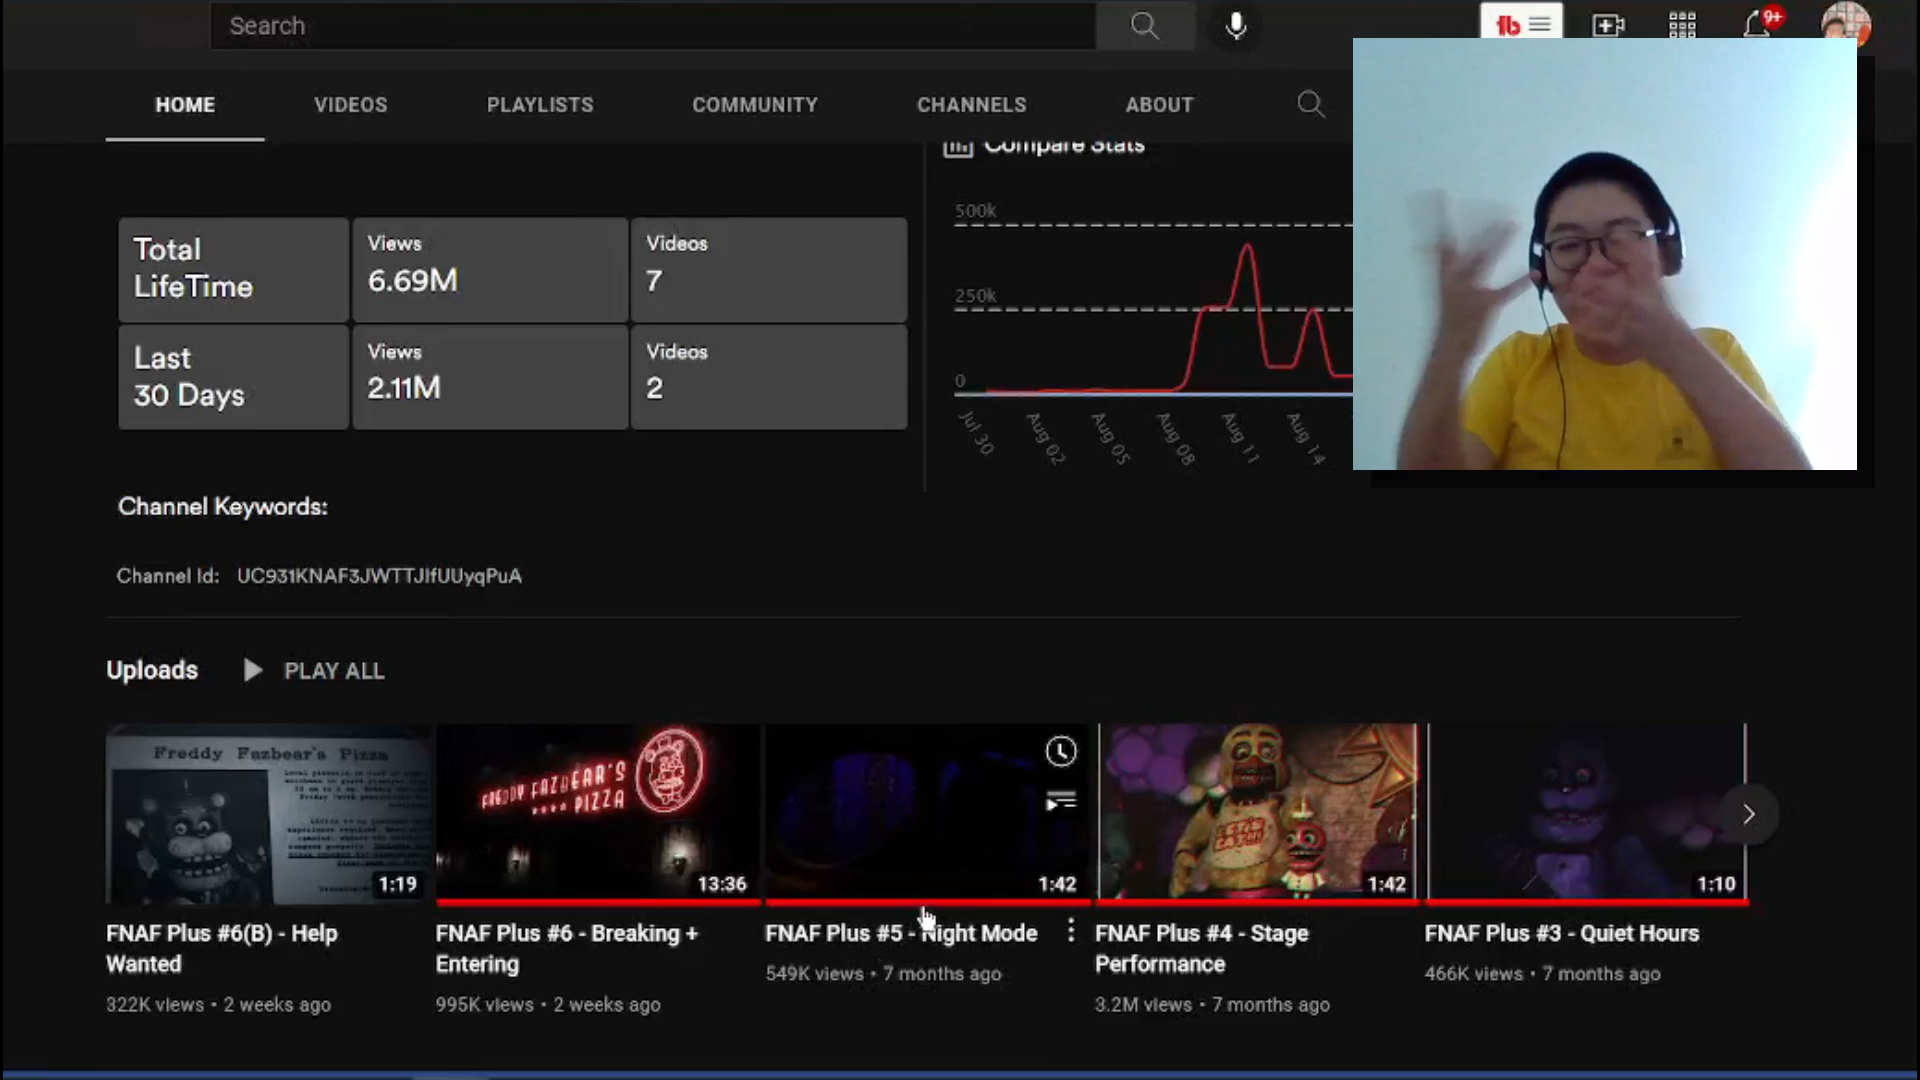 Search
9+
HOME
VIDEOS
PLAYLISTS
COMMUNITY
CHANNELS
ABOUT
Compare Stats
Total
LifeTime
Views
6.69M
Videos
7
Last
30 Days
Views
2.11M
Videos
2
500k
250k
0
Jul 30
Aug 02
Aug 05
Aug 08
Aug 11
Aug 14
Channel Keywords:
Channel Id: UC931KNAF3JWTTJIfUUyqPuA
Uploads
PLAY ALL
Freddy Fazbear's Pizza
1:19
FREDDY FAZBEAR'S
PIZZA
13:36
1:42
LET'S
EAT!!!
1:42
1:10
FNAF Plus #6(B) - Help
Wanted
322K views • 2 weeks ago
FNAF Plus #6 - Breaking +
Entering
995K views • 2 weeks ago
FNAF Plus #5 - Night Mode
549K views • 7 months ago
FNAF Plus #4 - Stage
Performance
3.2M views • 7 months ago
FNAF Plus #3 - Quiet Hours
466K views • 7 months ago